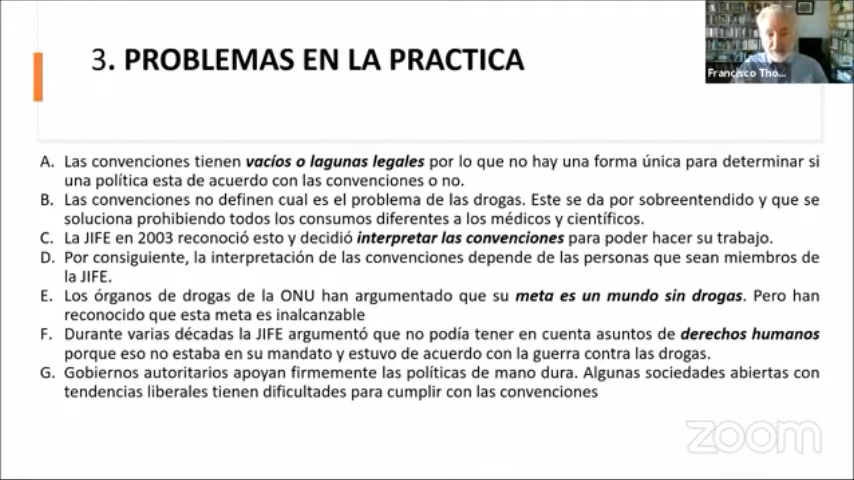 3. PROBLEMAS EN LA PRACTICA
Francisco Tho...
A. Las convenciones tienen vacíos o lagunas legales por lo que no hay una forma única para determinar si
una política esta de acuerdo con las convenciones o no.
B. Las convenciones no definen cual es el problema de las drogas. Este se da por sobreentendido y que se
soluciona prohibiendo todos los consumos diferentes a los médicos y científicos.
C. La JIFE en 2003 reconoció esto y decidió interpretar las convenciones para poder hacer su trabajo.
D. Por consiguiente, la interpretación de las convenciones depende de las personas que sean miembros de
la JIFE.
E. Los órganos de drogas de la ONU han argumentado que su meta es un mundo sin drogas. Pero han
reconocido que esta meta es inalcanzable
F. Durante varias décadas la JIFE argumentó que no podía tener en cuenta asuntos de derechos humanos
porque eso no estaba en su mandato y estuvo de acuerdo con la guerra contra las drogas.
G. Gobiernos autoritarios apoyan firmemente las políticas de mano dura. Algunas sociedades abiertas con
tendencias liberales tienen dificultades para cumplir con las convenciones
zoom